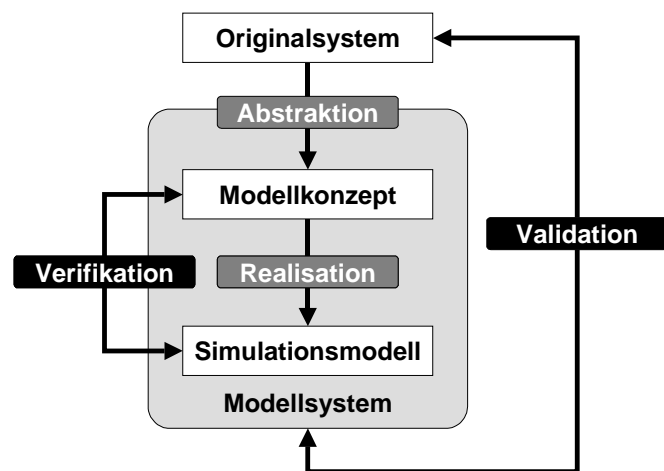 Originalsystem
Abstraktion
Modellkonzept
Validation
Verifikation
Realisation
Simulationsmodell
Modellsystem